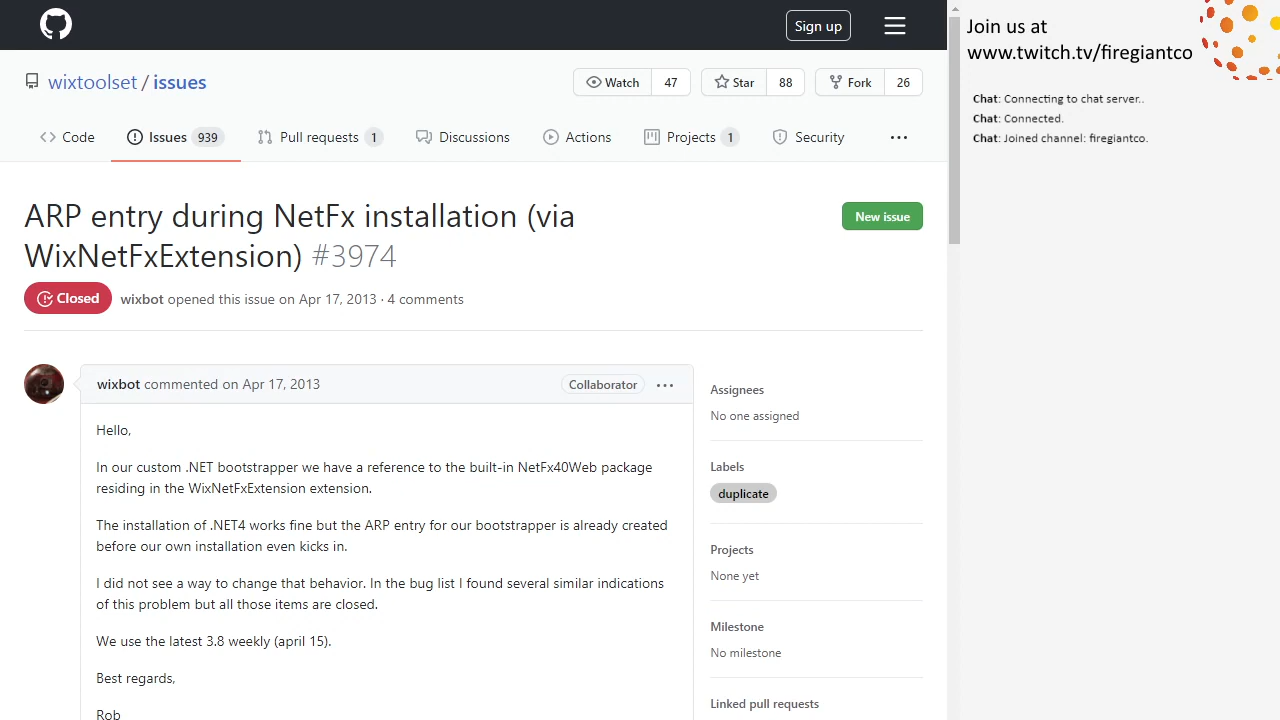 Sign up
wixtoolset / issues
Watch 47
Star 88
Fork 26
Code
Issues 939
Pull requests 1
Discussions
Actions
Projects 1
Security
ARP entry during NetFx installation (via
WixNetFxExtension) #3974
New issue
Closed
wixbot opened this issue on Apr 17, 2013 · 4 comments
wixbot commented on Apr 17, 2013
Collaborator
Hello,
In our custom .NET bootstrapper we have a reference to the built-in NetFx40Web package
residing in the WixNetFxExtension extension.
The installation of .NET4 works fine but the ARP entry for our bootstrapper is already created
before our own installation even kicks in.
I did not see a way to change that behavior. In the bug list I found several similar indications
of this problem but all those items are closed.
We use the latest 3.8 weekly (april 15).
Best regards,
Rob
Assignees
No one assigned
Labels
duplicate
Projects
None yet
Milestone
No milestone
Linked pull requests
Join us at
www.twitch.tv/firegiantco
Chat: Connecting to chat server..
Chat: Connected.
Chat: Joined channel: firegiantco.